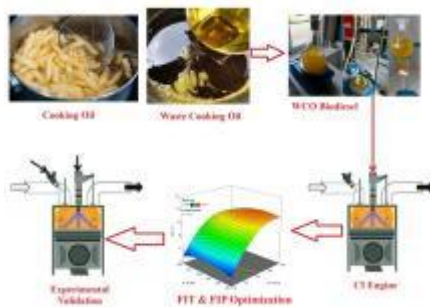 Cooking Oil
Waste Cooking Oil
WCO Biodiesel
Experimental
Validation
FIT & FIP Optimization
CI Engine